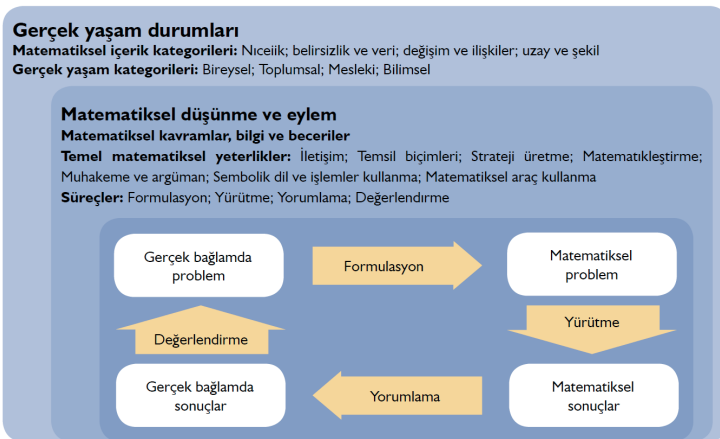 Gerçek yaşam durumları
Matematiksel içerik kategorileri: Nıceiik; belirsizlik ve veri; değişim ve ilişkiler; uzay ve şekil
Gerçek yaşam kategorileri: Bireysel; Toplumsal; Mesleki; Bilimsel
Matematiksel düşünme ve eylem
Matematiksel kavramlar, bilgi ve beceriler
Temel matematiksel yeterlikler: İletişim; Temsil biçimleri; Strateji üretme; Matematıkleştirme;
Muhakeme ve argüman; Sembolik dil ve işlemler kullanma; Matematiksel araç kullanma
Süreçler: Formulasyon; Yürütme; Yorumlama; Değerlendirme
Gerçek bağlamda
problem
Formulasyon
Matematiksel
problem
Değerlendirme
Yürütme
Gerçek bağlamda
sonuçlar
Yorumlama
Matematiksel
sonuçlar